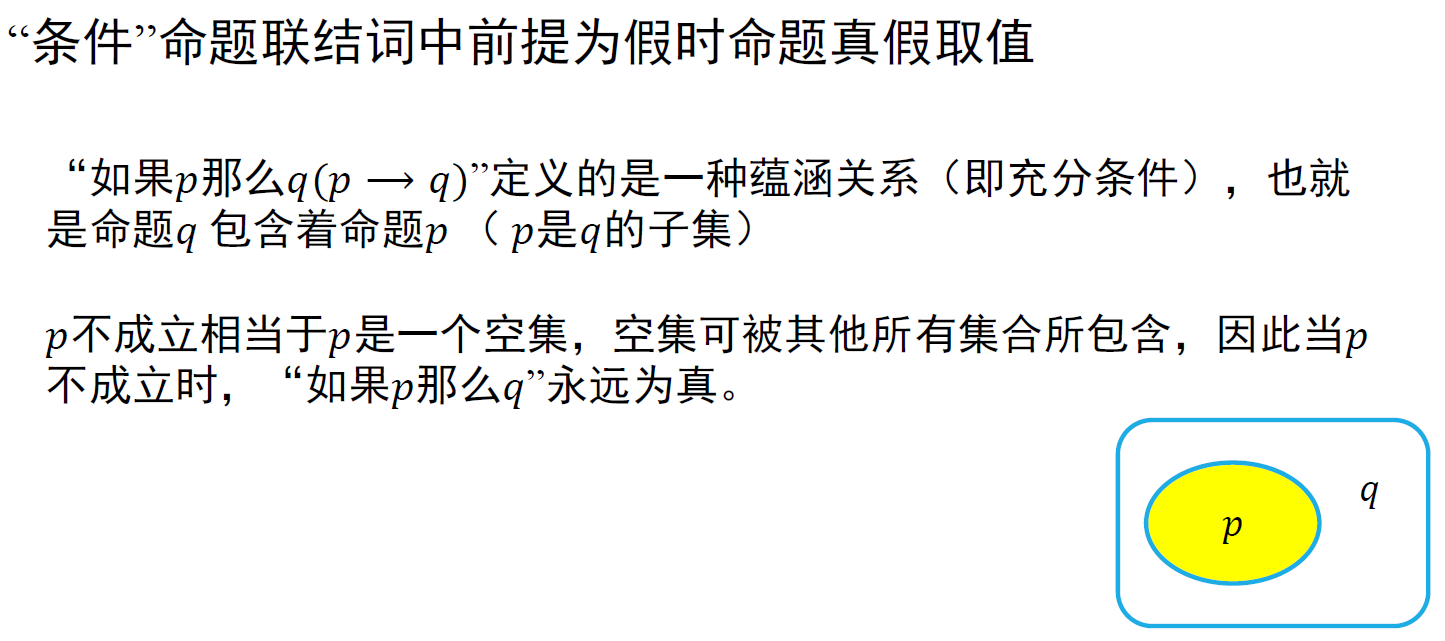 “条件”命题联结词中前提为假时命题真假取值
“如果p那么q(p ⟶ q)”定义的是一种蕴涵关系（即充分条件），也就
是命题q 包含着命题p （ p是q的子集）
p不成立相当于p是一个空集，空集可被其他所有集合所包含，因此当p
不成立时，“如果p那么q”永远为真。
q
p